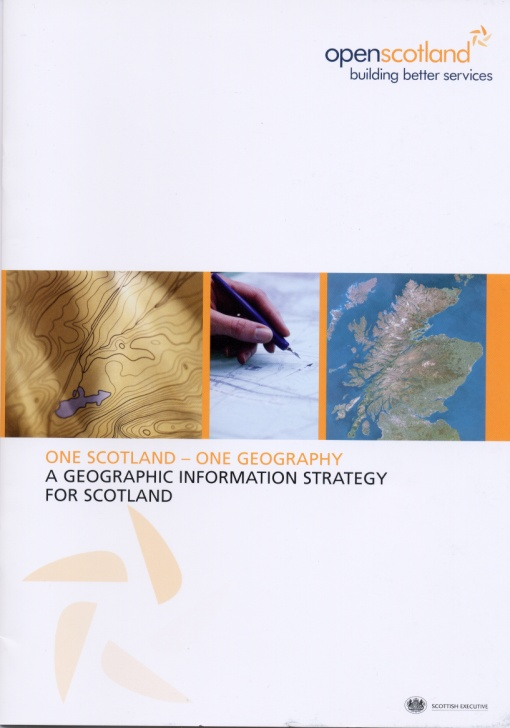 openscotland
building better services
ONE SCOTLAND – ONE GEOGRAPHY
A GEOGRAPHIC INFORMATION STRATEGY
FOR SCOTLAND
SCOTTISH EXECUTIVE